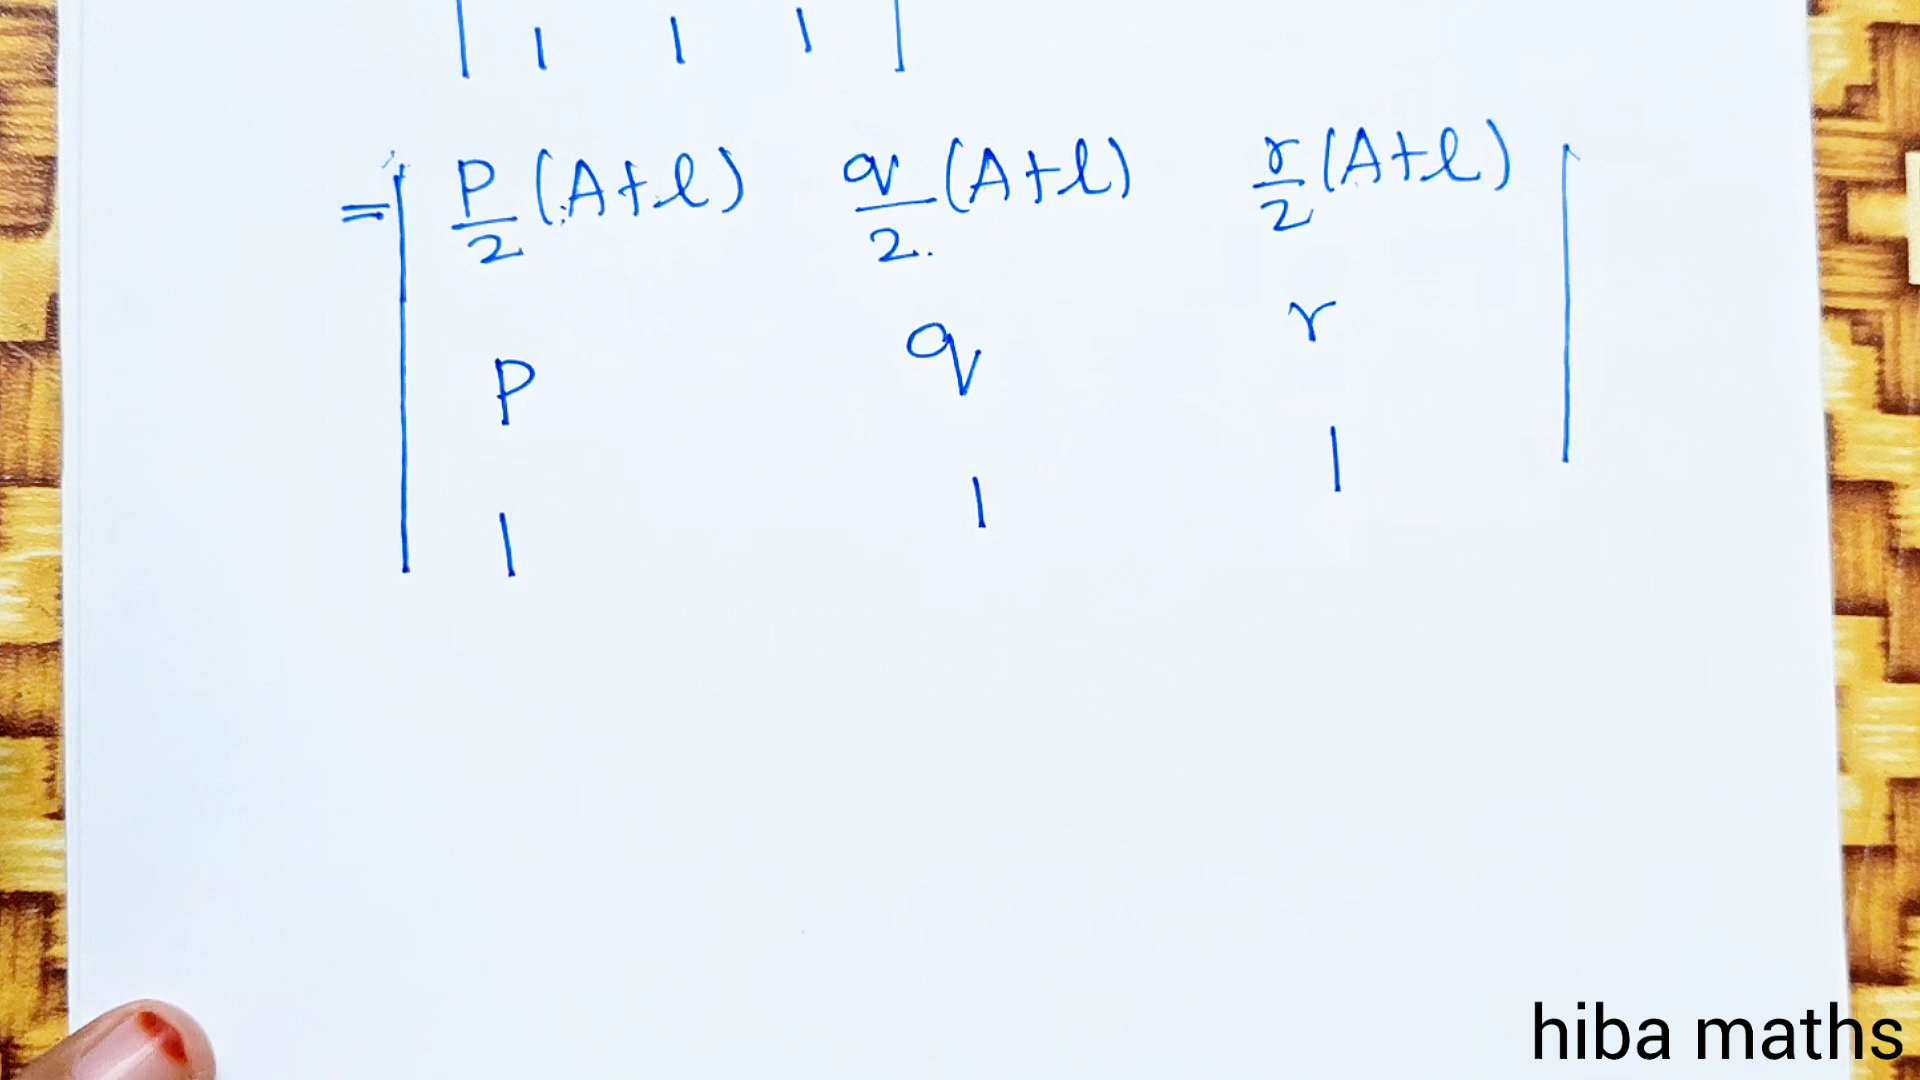 | 1 1 1 |
= | p/2 (A+l) q/2. (A+l) r/2 (A+l) |
p q r
1 1 1
hiba maths